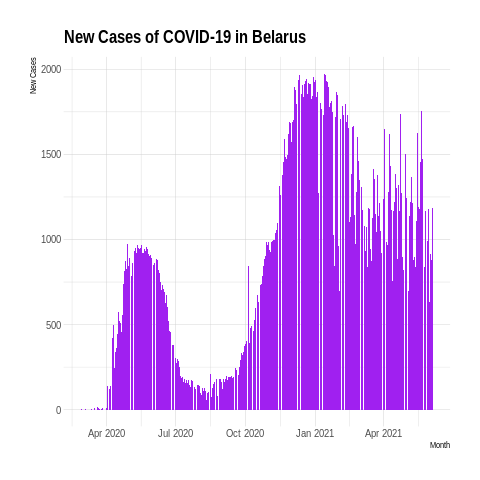 New Cases of COVID-19 in Belarus
New Cases
2000
1500
1000
500
0
Apr 2020 Jul 2020 Oct 2020 Jan 2021 Apr 2021
Month